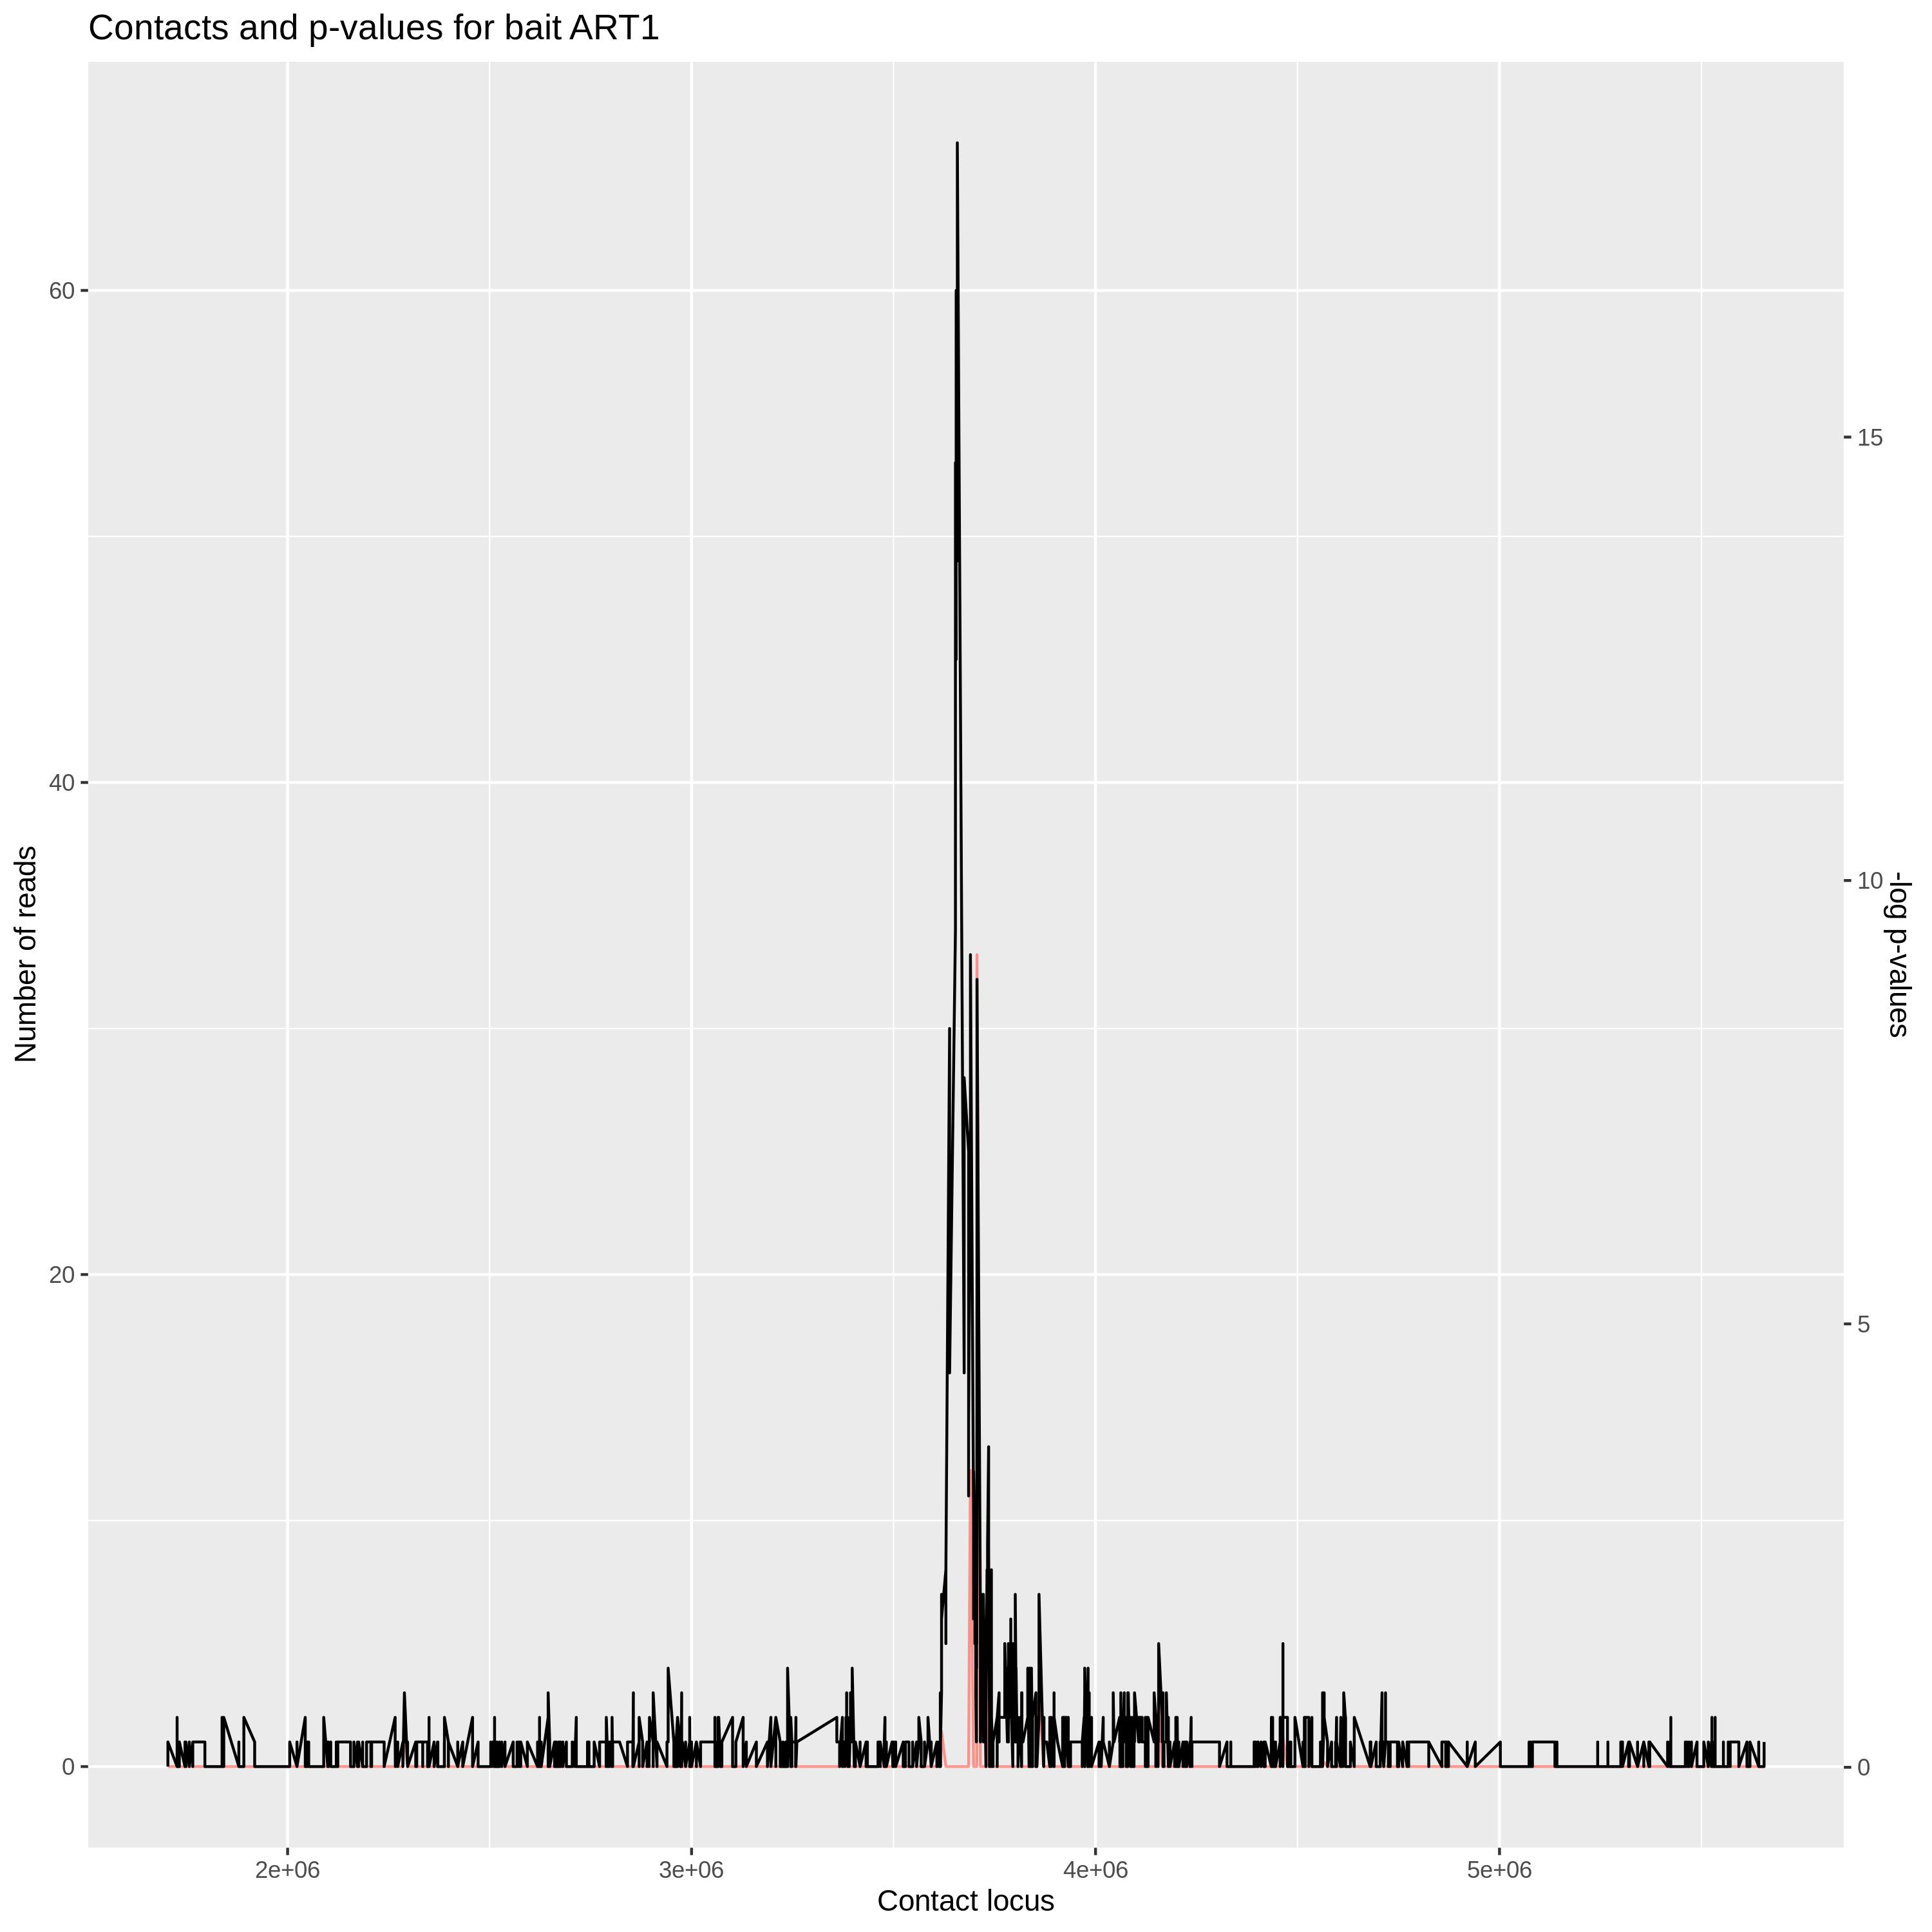 Contacts and p-values for bait ART1
60
40
20
0
Number of reads
15
10
5
0
-log p-values
2e+06
3e+06
4e+06
5e+06
Contact locus